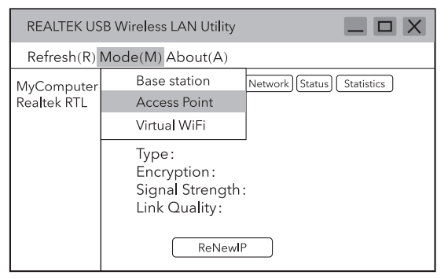 REALTEK USB Wireless LAN Utility
Refresh(R) Mode(M) About(A)
MyComputer
Realtek RTL
Base station
Access Point
Virtual WiFi
Network Status Statistics
Type:
Encryption:
Signal Strength:
Link Quality:
ReNewIP